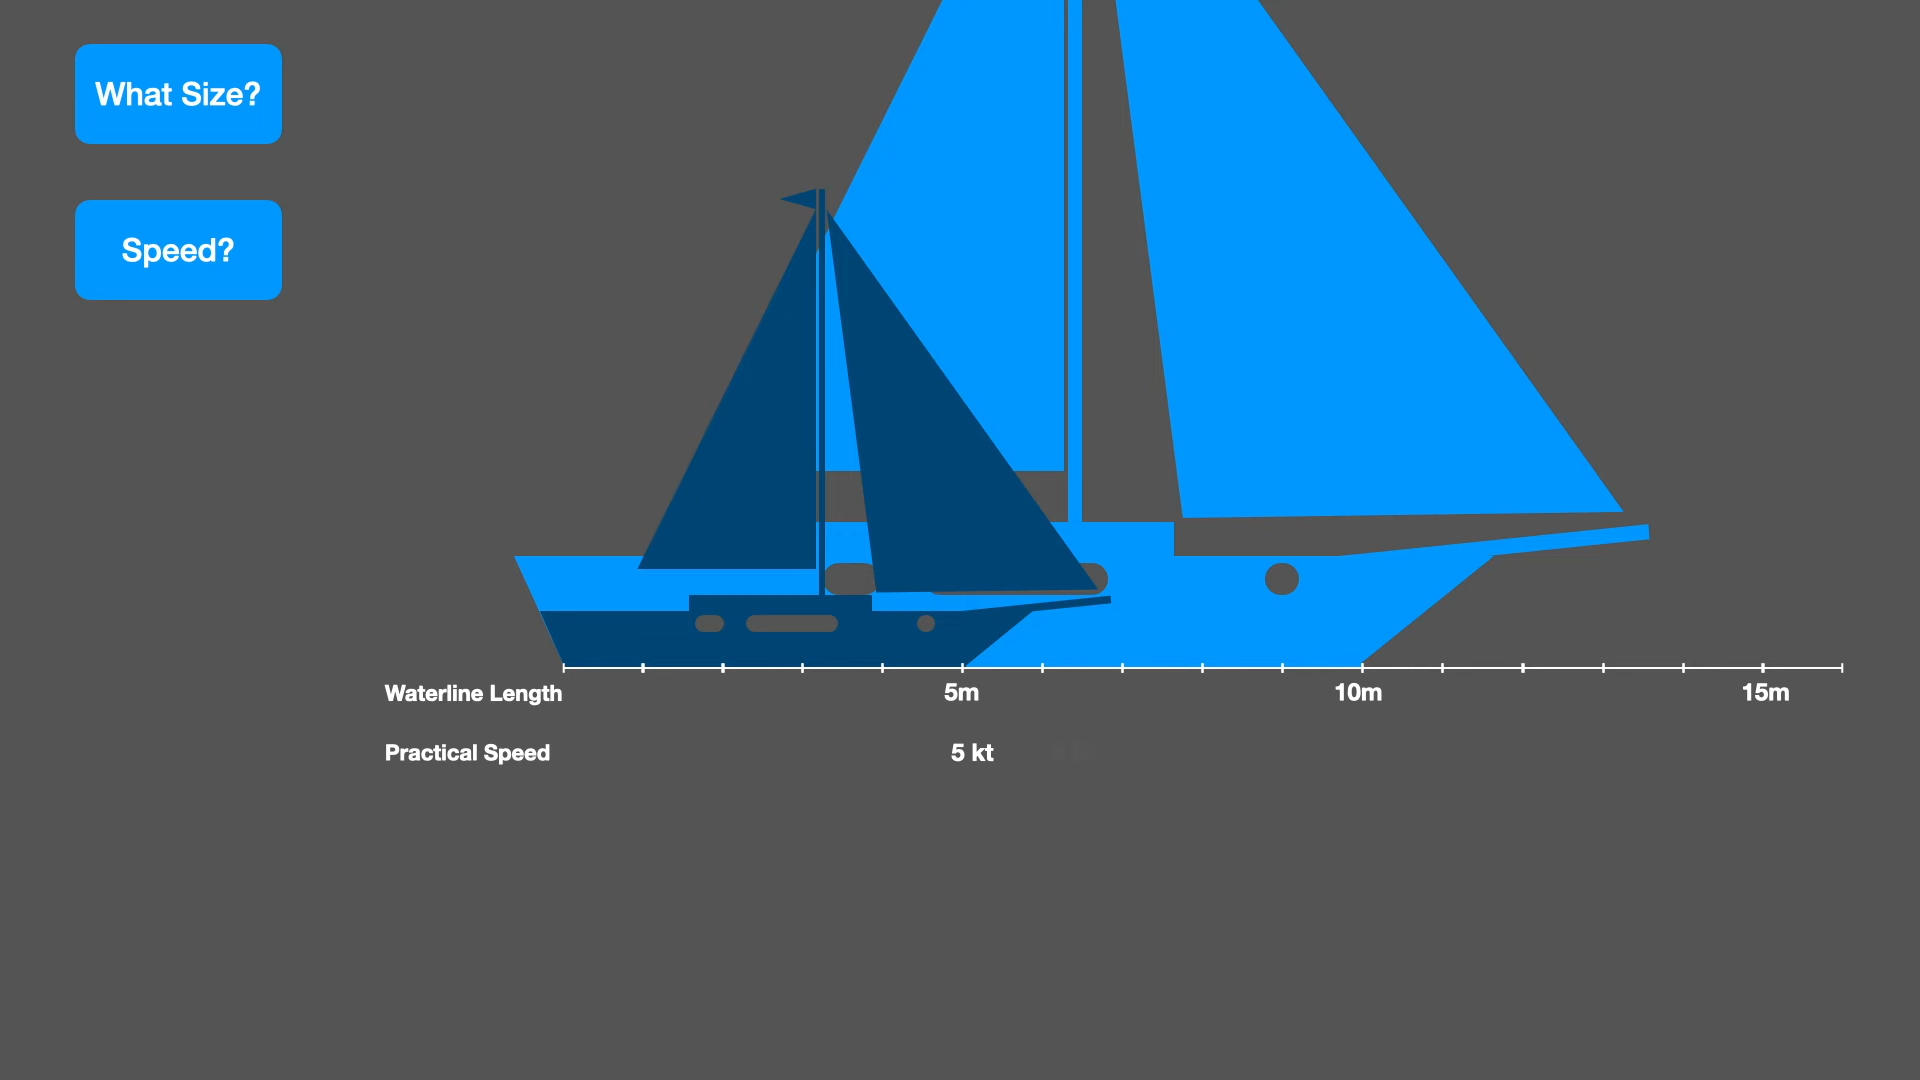 What Size?
Speed?
Waterline Length
5m
10m
15m
Practical Speed
5 kt